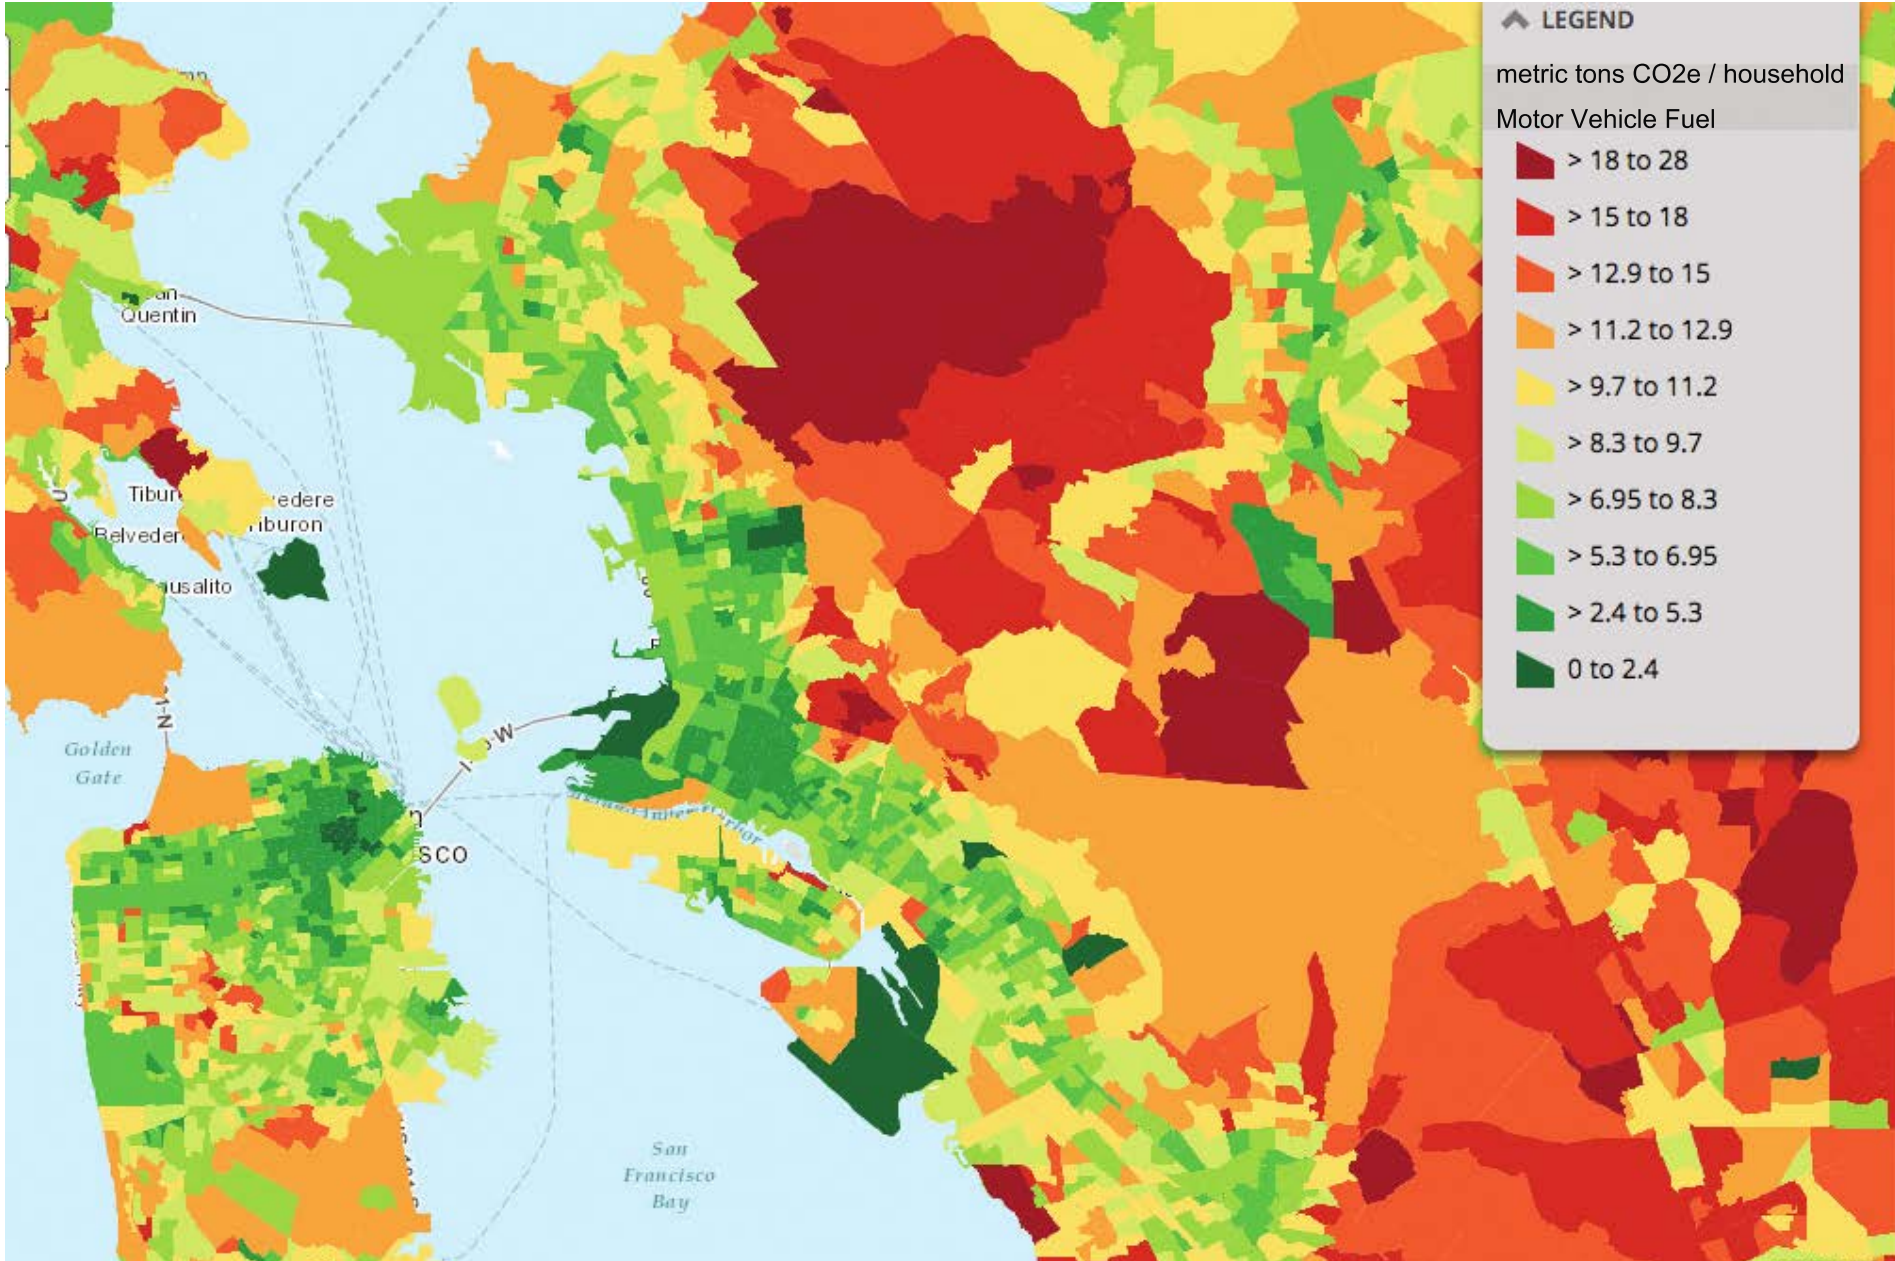 LEGEND
metric tons CO2e / household
Motor Vehicle Fuel
> 18 to 28
> 15 to 18
> 12.9 to 15
> 11.2 to 12.9
> 9.7 to 11.2
> 8.3 to 9.7
> 6.95 to 8.3
> 5.3 to 6.95
> 2.4 to 5.3
0 to 2.4
Quentin
Golden
Gate
SCO
San
Francisco
Bay